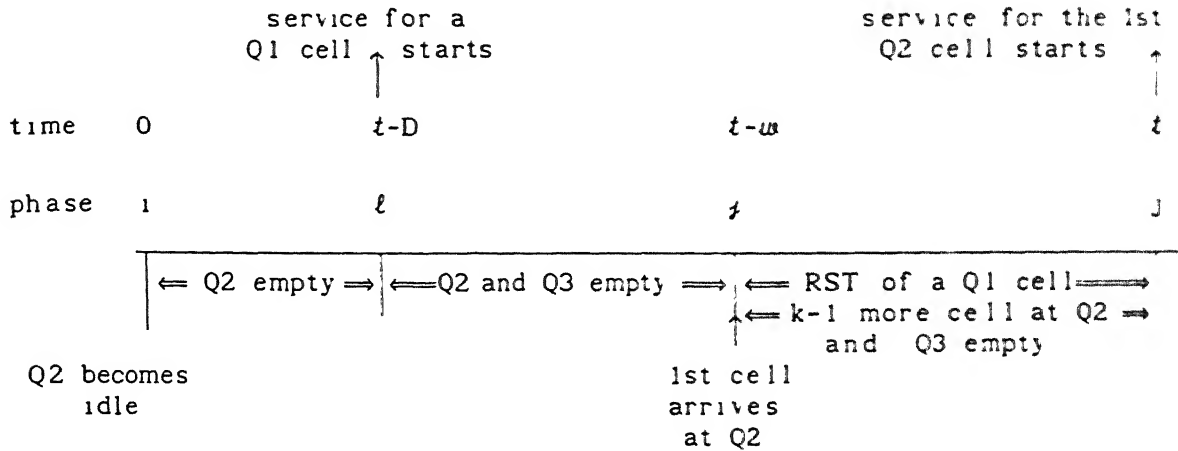 service for a
Q1 cell ↑ starts
service for the 1st
Q2 cell starts ↑
time 0 t-D t-w t
phase i ℓ j J
⇐ Q2 empty ⇒ ⇐Q2 and Q3 empty ⇒ ⇐ RST of a Q1 cell⇒
⇐ k-1 more cell at Q2 ⇒
and Q3 empty
Q2 becomes
idle
1st cell
arrives
at Q2